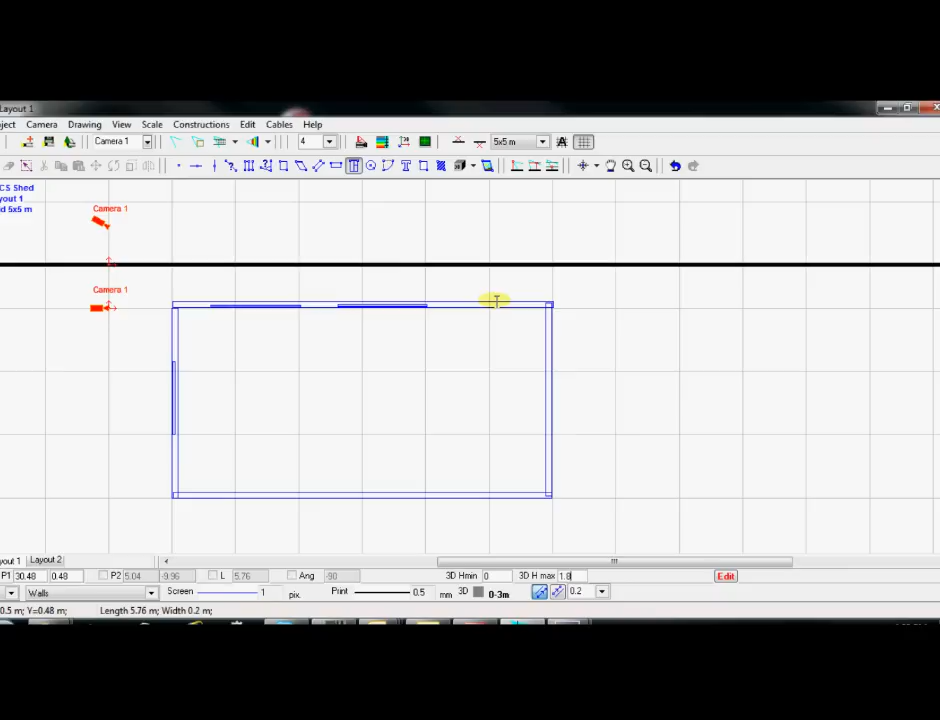 Layout 1
ject Camera Drawing View Scale Constructions Edit Cables Help
Camera 1 4 5x5 m
CS Shed
yout 1
d 5x5 m
Camera 1
Camera 1
yout 1 Layout 2
P1 30.48 0.48 P2 5.04 -9.96 L 5.76 Ang -90 3D Hmin 0 3D H max 1.8 Edit
Walls Screen 1 pix. Print 0.5 mm 3D 0-3m 0.2
0.5 m; Y=0.48 m; Length 5.76 m; Width 0.2 m;